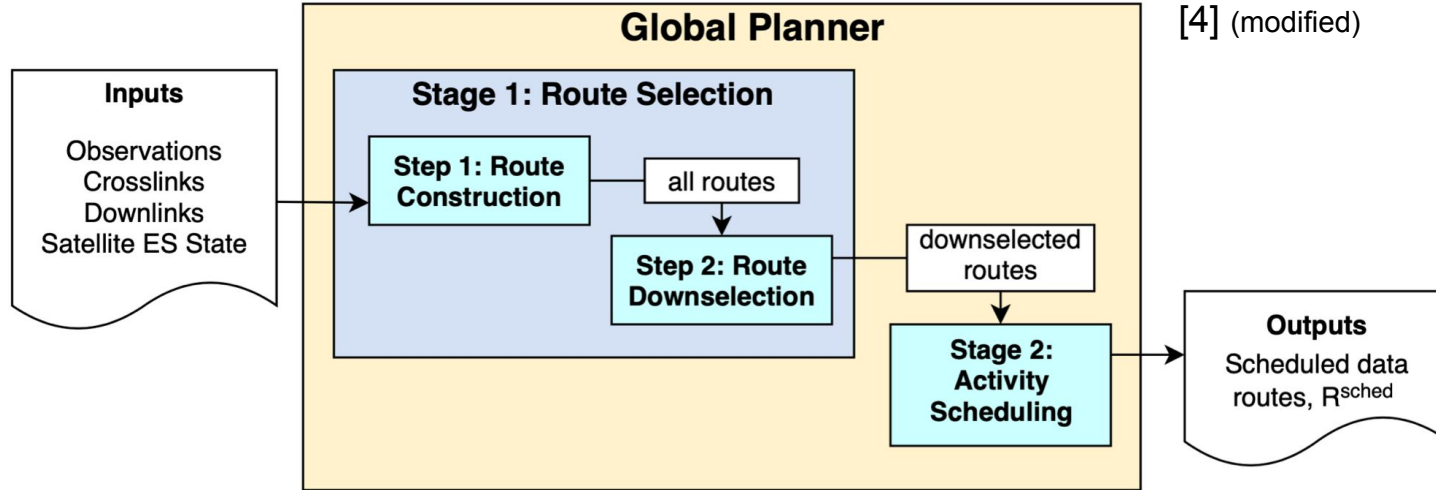 Global Planner
[4] (modified)
Inputs
Observations
Crosslinks
Downlinks
Satellite ES State
Stage 1: Route Selection
Step 1: Route
Construction
all routes
Step 2: Route
Downselection
downselected
routes
Stage 2:
Activity
Scheduling
Outputs
Scheduled data
routes, Rsched